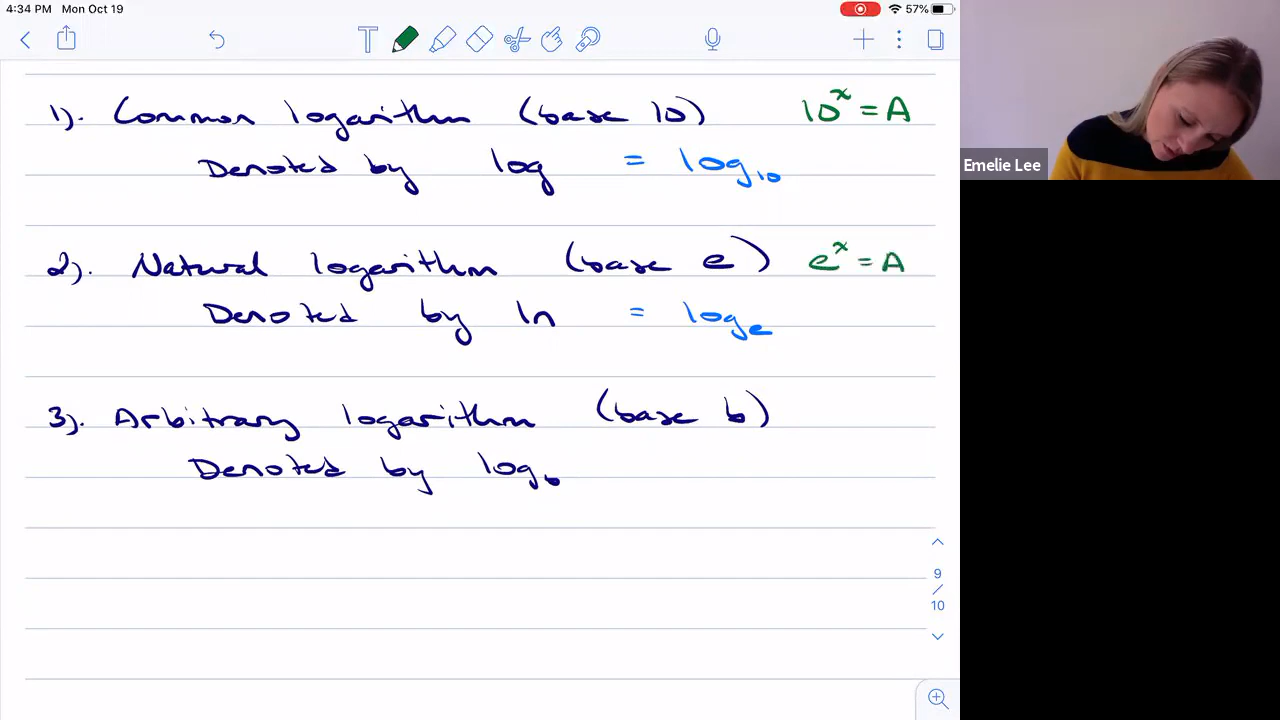 4:34 PM Mon Oct 19
57%
1). Common logarithm (base 10) 10^x = A
Denoted by log = log₁₀
Emelie Lee
2). Natural logarithm (base e) e^x = A
Denoted by ln = logₑ
3). Arbitrary logarithm (base b)
Denoted by log_b
9
/
10